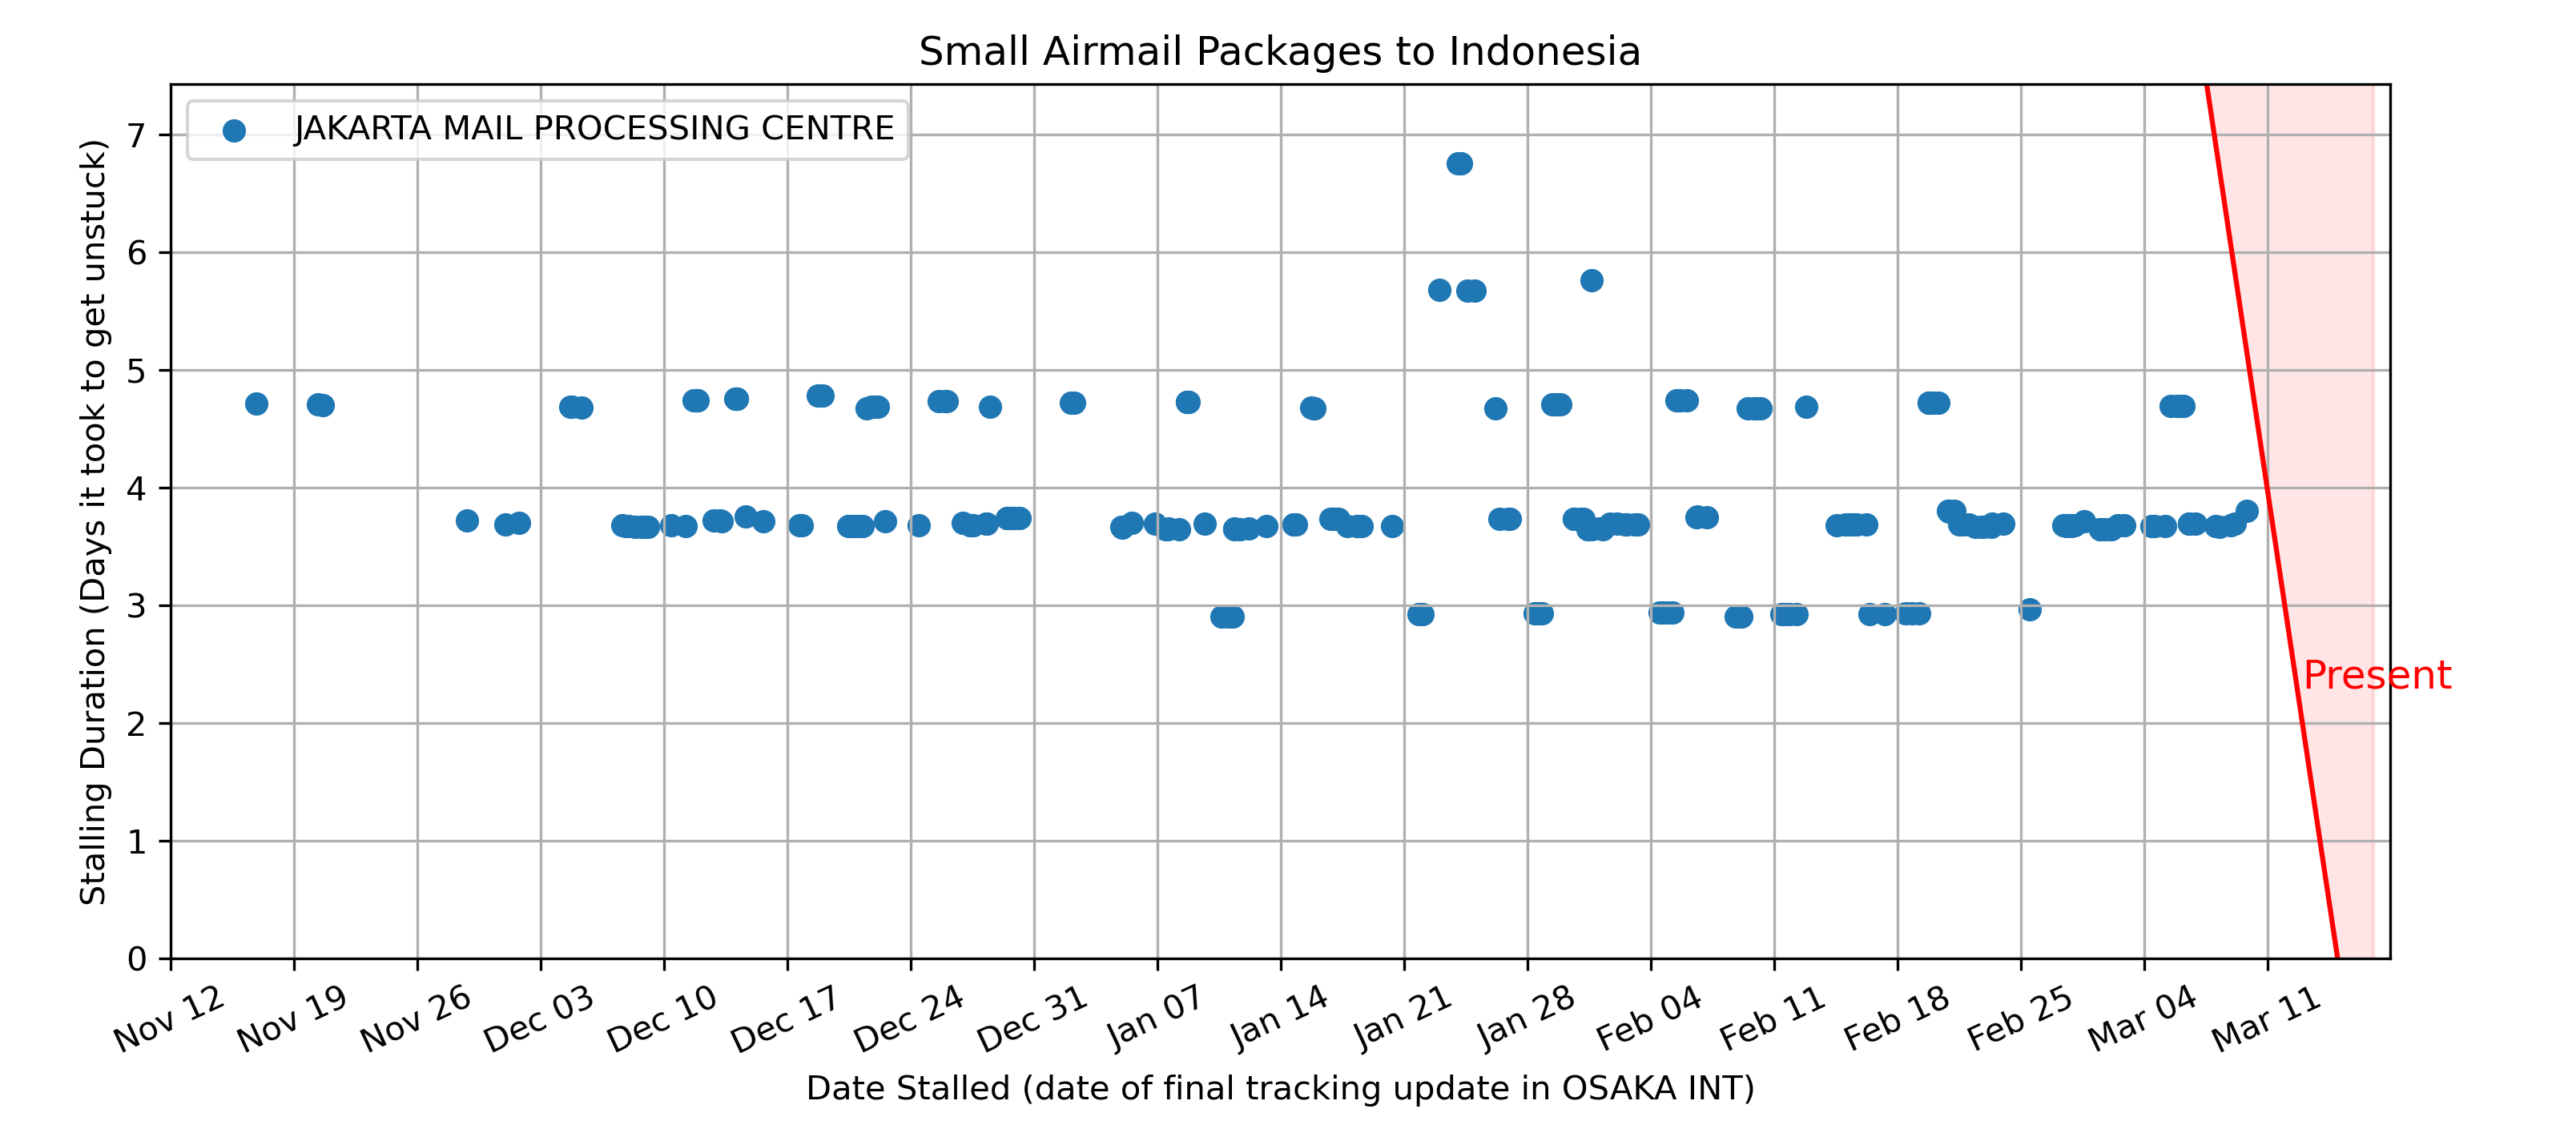 Small Airmail Packages to Indonesia
JAKARTA MAIL PROCESSING CENTRE
Stalling Duration (Days it took to get unstuck)
7
6
5
4
3
2
1
0
Present
Nov 12
Nov 19
Nov 26
Dec 03
Dec 10
Dec 17
Dec 24
Dec 31
Jan 07
Jan 14
Jan 21
Jan 28
Feb 04
Feb 11
Feb 18
Feb 25
Mar 04
Mar 11
Date Stalled (date of final tracking update in OSAKA INT)